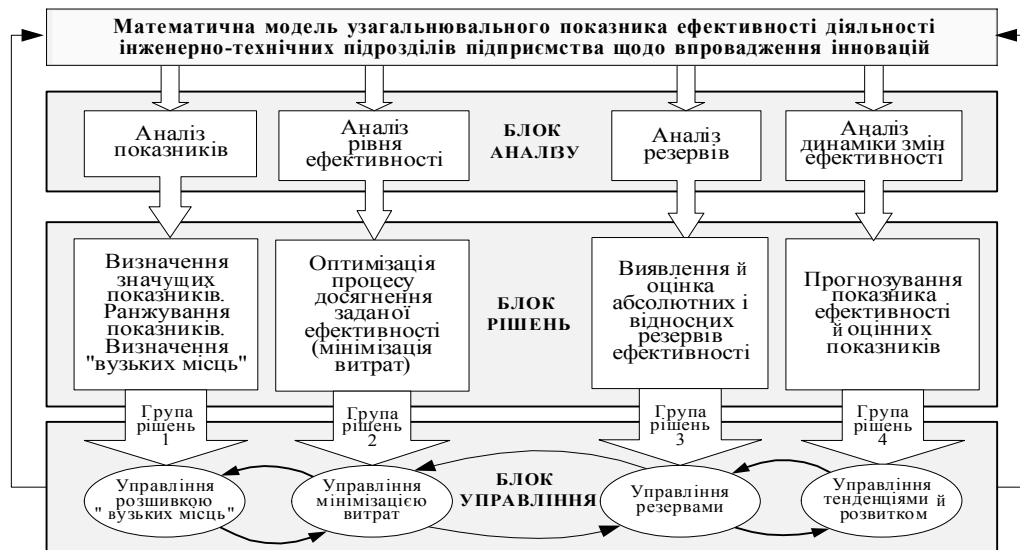 Математична модель узагальнювального показника ефективності діяльності
інженерно-технічних підрозділів підприємства щодо впровадження інновацій
Аналіз
показників
Аналіз
рівня
ефективності
БЛОК
АНАЛІЗУ
Аналіз
резервів
Аналіз
динаміки змін
ефективності
Визначення
значущих
показників.
Ранжування
показників.
Визначення
"вузьких місць"
Оптимізація
процесу
досягнення
заданої
ефективності
(мінімізація
витрат)
БЛОК
РІШЕНЬ
Виявлення й
оцінка
абсолютних і
відносних
резервів
ефективності
Прогнозування
показника
ефективності
й оцінних
показників
Група
рішень
1
Група
рішень
2
Група
рішень
3
Група
рішень
4
Управління
розшивкою
" вузьких місць"
Управління
мінімізацією
витрат
БЛОК
УПРАВЛІННЯ
Управління
резервами
Управління
тенденціями й
розвитком